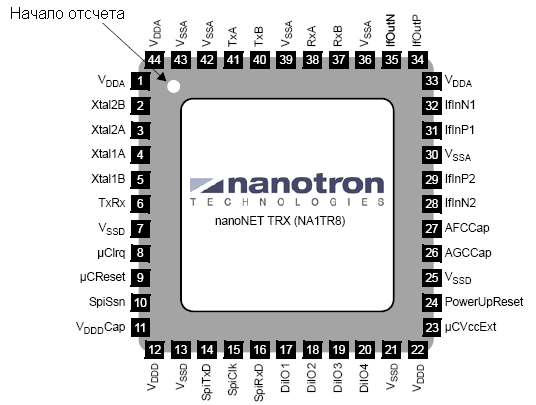 Начало отсчета
VDDA VSSA VSSA TxA TxB VSSA RxA RxB VSSA IfOutN IfOutP
44 43 42 41 40 39 38 37 36 35 34
VDDA 1 33 VDDA
Xtal2B 2 32 IfInN1
Xtal2A 3 31 IfInP1
Xtal1A 4 30 VSSA
Xtal1B 5 29 IfInP2
TxRx 6 28 IfInN2
VSSD 7 27 AFCCap
µCIrq 8 26 AGCCap
µCReset 9 25 VSSD
SpiSsn 10 24 PowerUpReset
VDDDCap 11 23 µCVccExt
nanotron
TECHNOLOGIES
nanoNET TRX (NA1TR8)
12 13 14 15 16 17 18 19 20 21 22
VDDD VSSD SpiTxD SpiClk SpiRxD DiIO1 DiIO2 DiIO3 DiIO4 VSSD VDDD